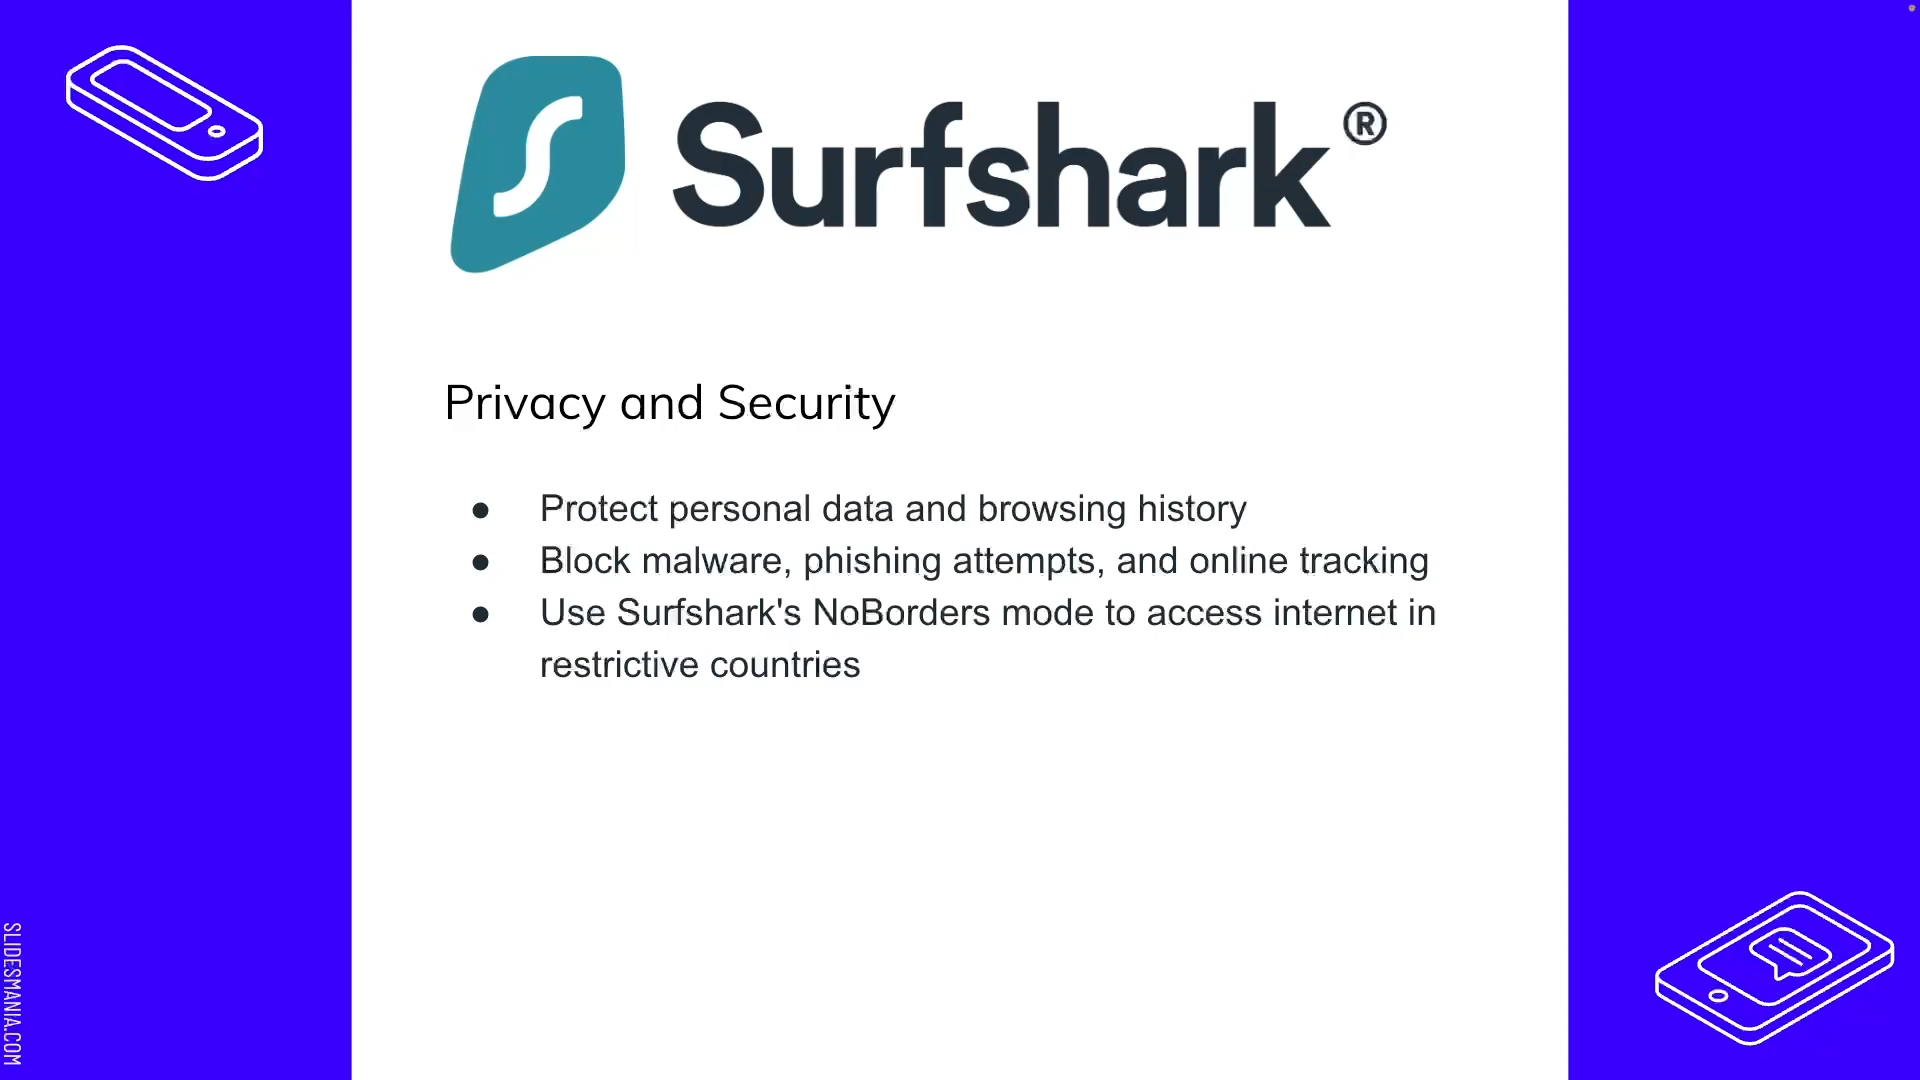 Surfshark®
Privacy and Security
● Protect personal data and browsing history
● Block malware, phishing attempts, and online tracking
● Use Surfshark's NoBorders mode to access internet in
restrictive countries
SLIDESMANIA.COM